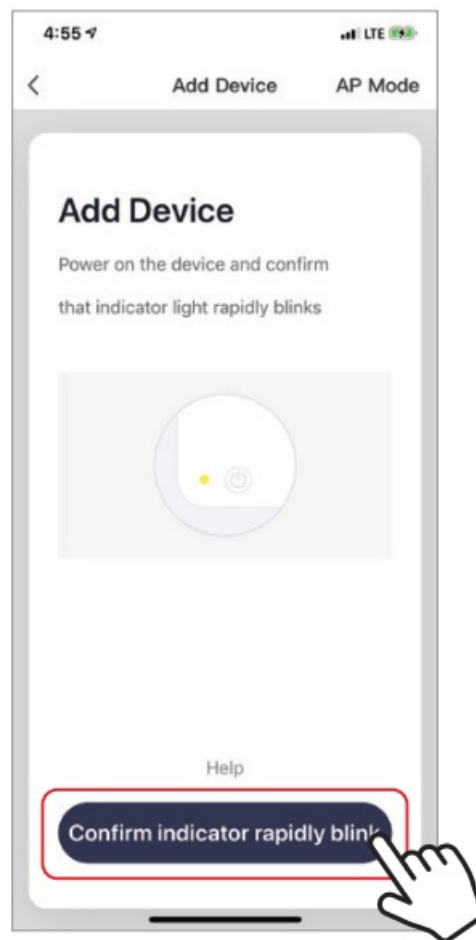 4:55
LTE
Add Device
AP Mode
Add Device
Power on the device and confirm
that indicator light rapidly blinks
Help
Confirm indicator rapidly blink